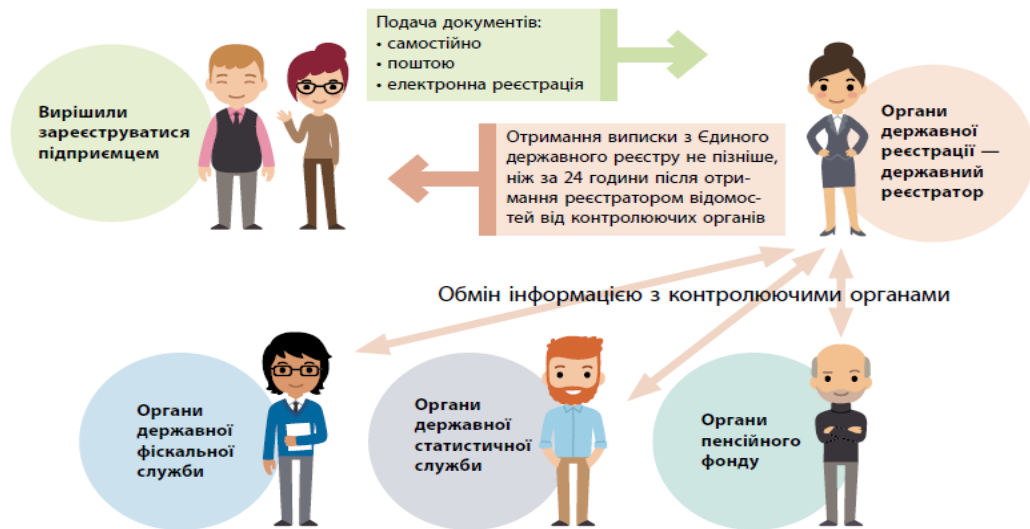 Подача документів:
• самостійно
• поштою
• електронна реєстрація
Вирішили
зареєструватися
підприємцем
Отримання виписки з Єдиного
державного реєстру не пізніше,
ніж за 24 години після отри-
мання реєстратором відомос-
тей від контролюючих органів
Органи
державної
реєстрації —
державний
реєстратор
Обмін інформацією з контролюючими органами
Органи
державної
фіскальної
служби
Органи
державної
статистичної
служби
Органи
пенсійного
фонду